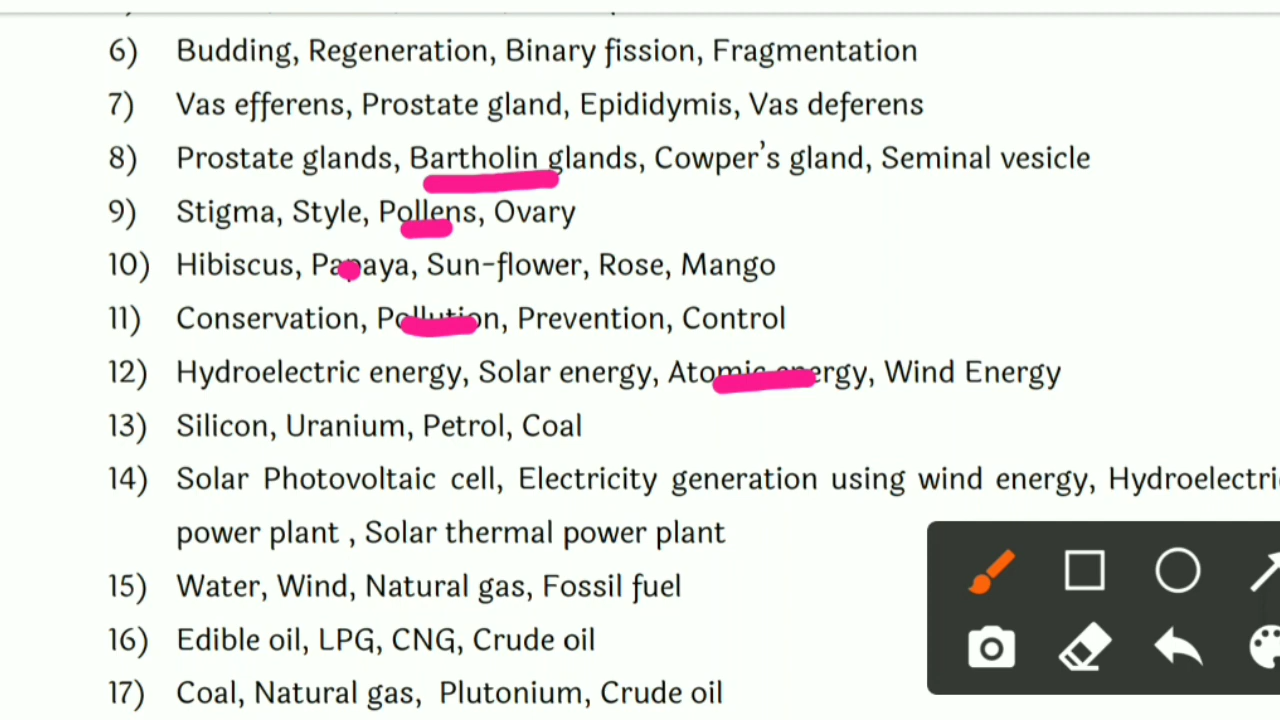 6) Budding, Regeneration, Binary fission, Fragmentation
7) Vas efferens, Prostate gland, Epididymis, Vas deferens
8) Prostate glands, Bartholin glands, Cowper's gland, Seminal vesicle
9) Stigma, Style, Pollens, Ovary
10) Hibiscus, Papaya, Sun-flower, Rose, Mango
11) Conservation, Pollution, Prevention, Control
12) Hydroelectric energy, Solar energy, Atomic energy, Wind Energy
13) Silicon, Uranium, Petrol, Coal
14) Solar Photovoltaic cell, Electricity generation using wind energy, Hydroelectric
power plant , Solar thermal power plant
15) Water, Wind, Natural gas, Fossil fuel
16) Edible oil, LPG, CNG, Crude oil
17) Coal, Natural gas, Plutonium, Crude oil